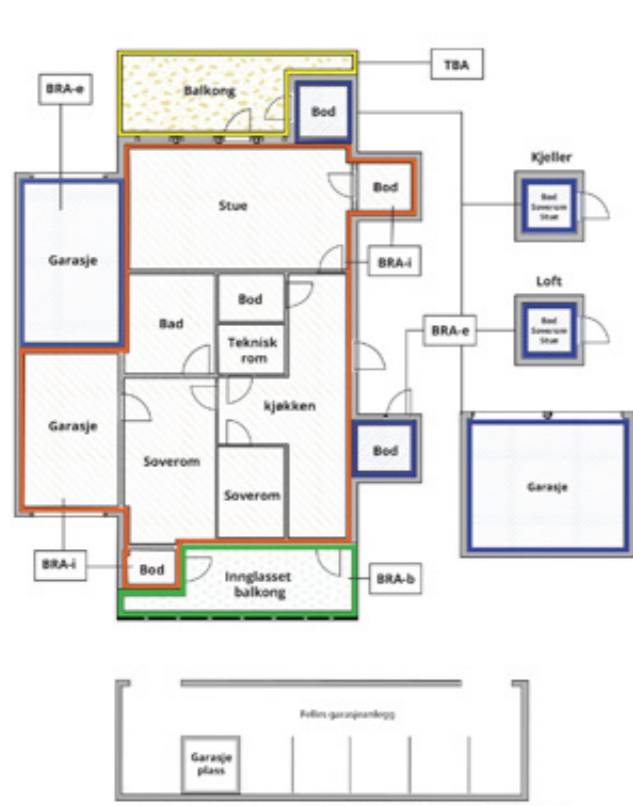 TBA
BRA-e
Balkong
Bod
Kjeller
Stue
Bod
Bod
Soverom
Stue
Garasje
BRA-i
Loft
Bad
Bod
Bod
Soverom
Stue
Teknisk
rom
BRA-e
kjøkken
Garasje
Soverom
Bod
Soverom
Garasje
BRA-i
Bod
Innglasset
balkong
BRA-b
Felles garasjeanlegg
Garasje
plass